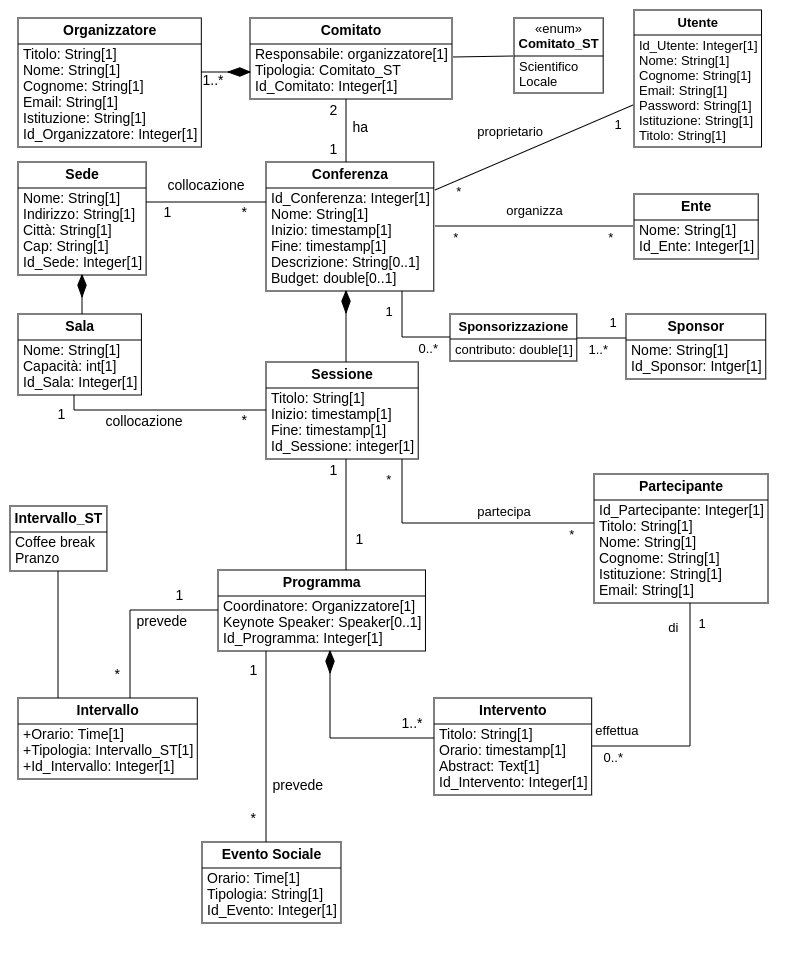 Organizzatore
Titolo: String[1]
Nome: String[1]
Cognome: String[1]
Email: String[1]
Istituzione: String[1]
Id_Organizzatore: Integer[1]
1..*
Comitato
Responsabile: organizzatore[1]
Tipologia: Comitato_ST
Id_Comitato: Integer[1]
«enum»
Comitato_ST
Scientifico
Locale
Utente
Id_Utente: Integer[1]
Nome: String[1]
Cognome: String[1]
Email: String[1]
Password: String[1]
Istituzione: String[1]
Titolo: String[1]
2
ha
1
proprietario
1
*
Sede
Nome: String[1]
Indirizzo: String[1]
Città: String[1]
Cap: String[1]
Id_Sede: Integer[1]
collocazione
1
*
Conferenza
Id_Conferenza: Integer[1]
Nome: String[1]
Inizio: timestamp[1]
Fine: timestamp[1]
Descrizione: String[0..1]
Budget: double[0..1]
organizza
*
*
Ente
Nome: String[1]
Id_Ente: Integer[1]
Sala
Nome: String[1]
Capacità: int[1]
Id_Sala: Integer[1]
1
0..*
Sponsorizzazione
contributo: double[1]
1
1..*
Sponsor
Nome: String[1]
Id_Sponsor: Intger[1]
Sessione
Titolo: String[1]
Inizio: timestamp[1]
Fine: timestamp[1]
Id_Sessione: integer[1]
1
collocazione
*
1
1
*
partecipa
*
Partecipante
Id_Partecipante: Integer[1]
Titolo: String[1]
Nome: String[1]
Cognome: String[1]
Istituzione: String[1]
Email: String[1]
Intervallo_ST
Coffee break
Pranzo
Programma
Coordinatore: Organizzatore[1]
Keynote Speaker: Speaker[0..1]
Id_Programma: Integer[1]
1
prevede
*
di
1
Intervallo
+Orario: Time[1]
+Tipologia: Intervallo_ST[1]
+Id_Intervallo: Integer[1]
1
prevede
*
1..*
Intervento
Titolo: String[1]
Orario: timestamp[1]
Abstract: Text[1]
Id_Intervento: Integer[1]
effettua
0..*
Evento Sociale
Orario: Time[1]
Tipologia: String[1]
Id_Evento: Integer[1]